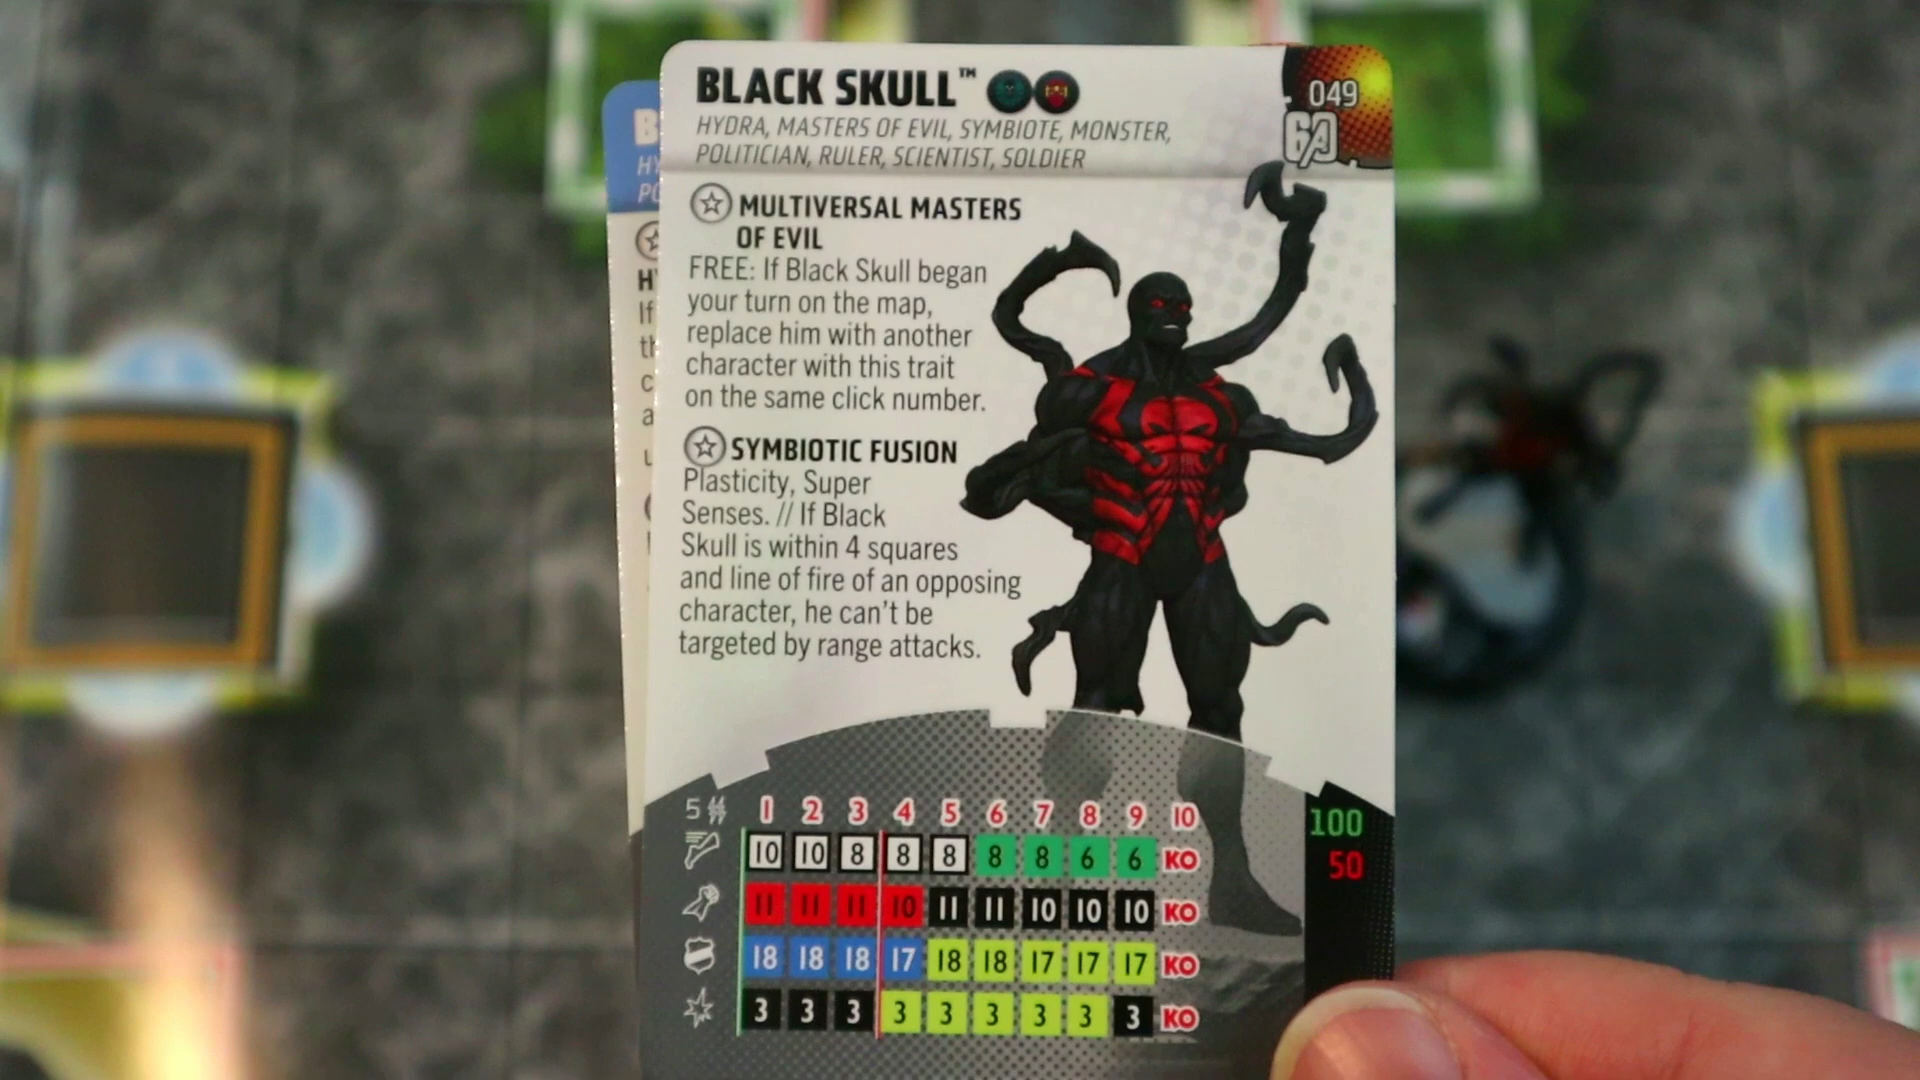 BLACK SKULL™
049
HYDRA, MASTERS OF EVIL, SYMBIOTE, MONSTER,
POLITICIAN, RULER, SCIENTIST, SOLDIER
MULTIVERSAL MASTERS
OF EVIL
FREE: If Black Skull began
your turn on the map,
replace him with another
character with this trait
on the same click number.
SYMBIOTIC FUSION
Plasticity, Super
Senses. // If Black
Skull is within 4 squares
and line of fire of an opposing
character, he can't be
targeted by range attacks.
5 1 2 3 4 5 6 7 8 9 10 100
10 10 8 8 8 8 8 6 6 KO 50
11 11 11 10 11 11 10 10 10 KO
18 18 18 17 18 18 17 17 17 KO
3 3 3 3 3 3 3 3 3 KO